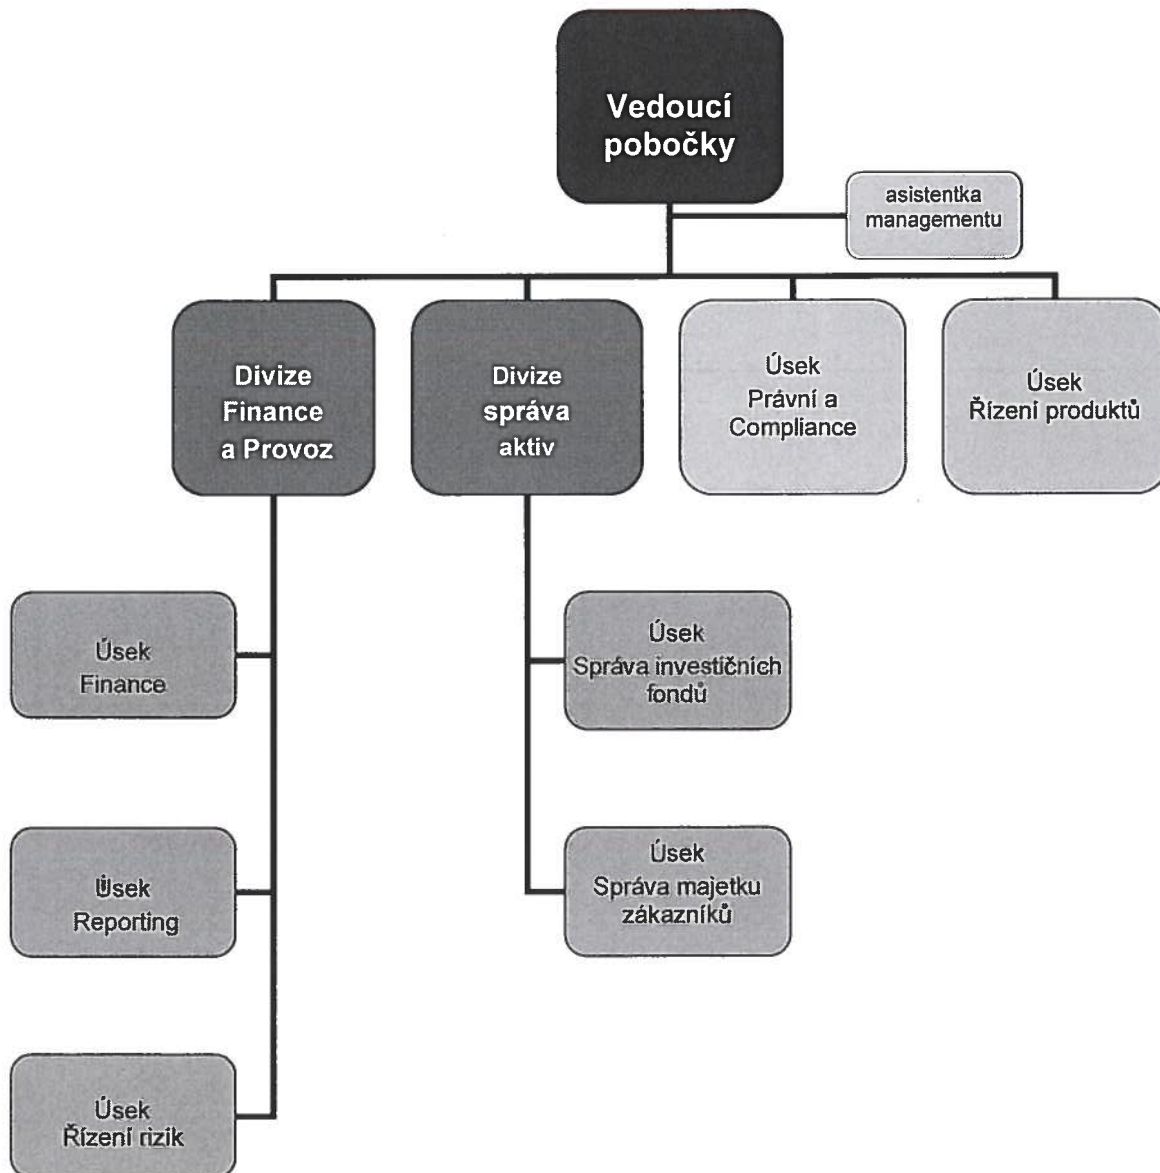 Vedoucí
pobočky
asistentka
managementu
Divize
Finance
a Provoz
Divize
správa
aktiv
Úsek
Právní a
Compliance
Úsek
Řízení produktů
Úsek
Finance
Úsek
Reporting
Úsek
Řízení rizik
Úsek
Správa investičních
fondů
Úsek
Správa majetku
zákazníků